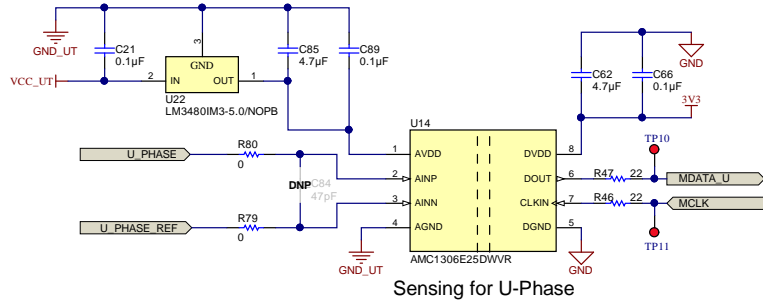 GND_UT
C21
0.1µF
3
GND
IN
OUT
2
1
VCC_UT
U22
LM3480IM3-5.0/NOPB
C85
4.7µF
C89
0.1µF
C62
4.7µF
C66
0.1µF
GND
3V3
U14
1
AVDD
DVDD
8
U_PHASE
R80
0
2
AINP
DOUT
6
R47
22
TP10
MDATA_U
DNP
C84
47pF
3
AINN
CLKIN
7
R46
22
MCLK
U_PHASE_REF
R79
0
4
AGND
DGND
5
TP11
GND_UT
AMC1306E25DWVR
GND
Sensing for U-Phase